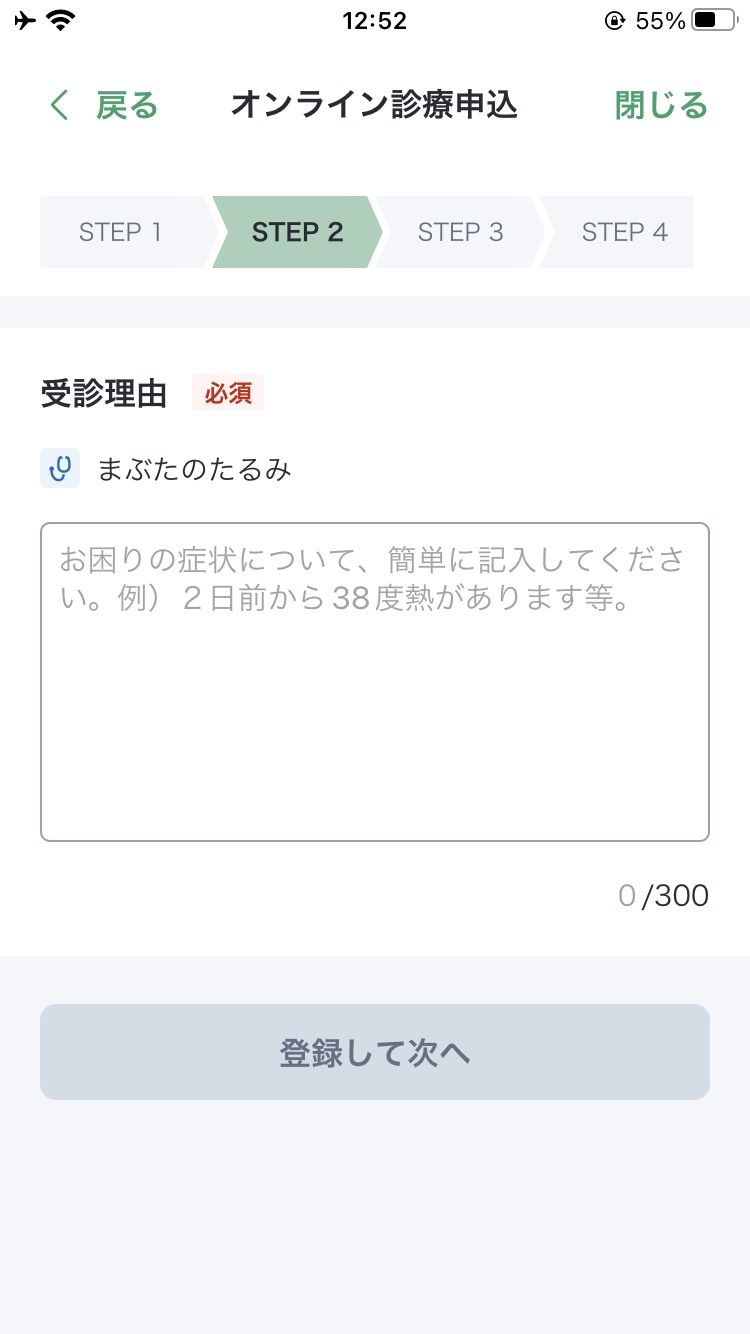 12:52 55%
戻る オンライン診療申込 閉じる
STEP 1 STEP 2 STEP 3 STEP 4
受診理由 必須
まぶたのたるみ
お困りの症状について、簡単に記入してくださ
い。例）２日前から38度熱があります等。
0/300
登録して次へ